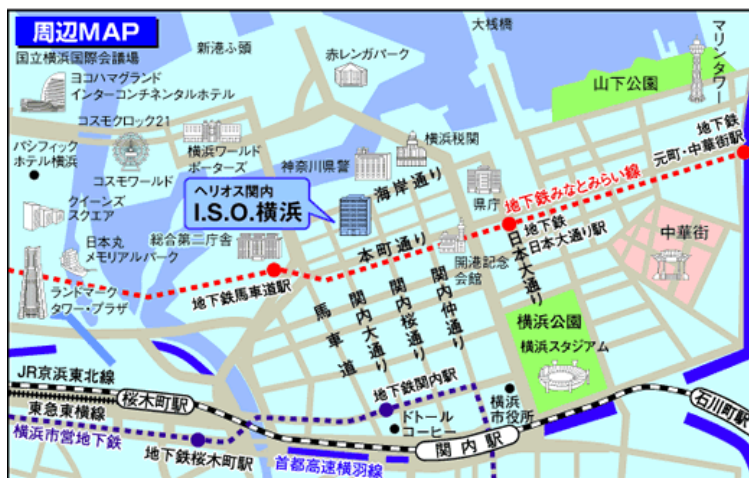 周辺MAP
国立横浜国際会議場
新港ふ頭
赤レンガパーク
大桟橋
マリンタワー
ヨコハマグランド
インターコンチネンタルホテル
山下公園
コスモクロック21
パシフィック
ホテル横浜
横浜ワールド
ポーターズ
神奈川県警
横浜税関
地下鉄
元町・中華街駅
コスモワールド
海岸通り
県庁
地下鉄みなとみらい線
ヘリオス関内
I.S.O.横浜
クイーンズ
スクエア
日本丸
メモリアルパーク
総合第二庁舎
本町通り
開港記念
会館
地下鉄
日本大通り駅
日本大通り
中華街
ランドマーク
タワー・プラザ
地下鉄馬車道駅
馬車道
関内大通り
関内桜通り
関内仲通り
横浜公園
横浜スタジアム
JR京浜東北線
桜木町駅
地下鉄関内駅
東急東横線
ドトール
コーヒー
横浜
市役所
石川町駅
横浜市営地下鉄
関内駅
地下鉄桜木町駅
首都高速横羽線